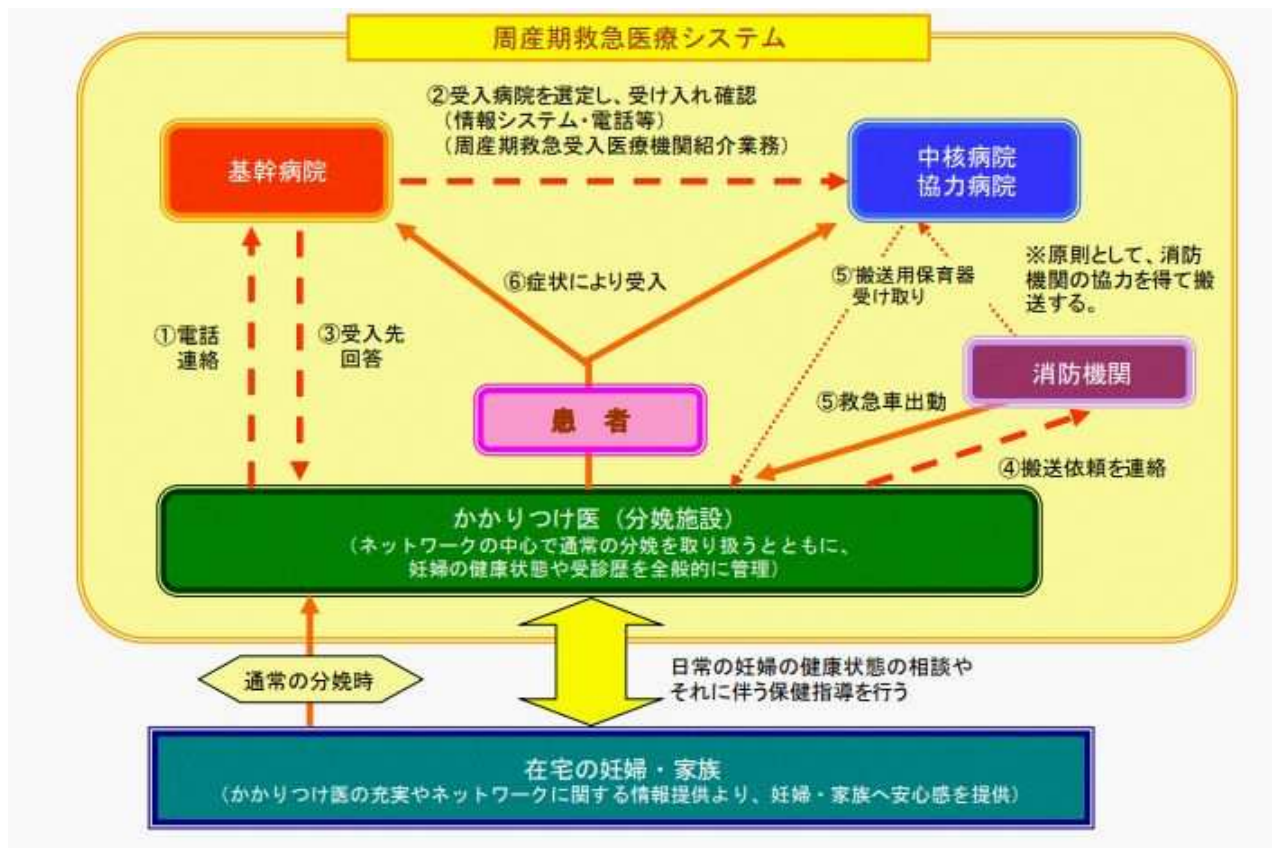 周産期救急医療システム
②受入病院を選定し、受け入れ確認
(情報システム・電話等)
(周産期救急受入医療機関紹介業務)
基幹病院
中核病院
協力病院
①電話
連絡
③受入先
回答
⑥症状により受入
⑤搬送用保育器
受け取り
※原則として、消防
機関の協力を得て搬
送する。
消防機関
⑤救急車出動
④搬送依頼を連絡
患 者
かかりつけ医(分娩施設)
(ネットワークの中心で通常の分娩を取り扱うとともに、
妊婦の健康状態や受診歴を全般的に管理)
通常の分娩時
日常の妊婦の健康状態の相談や
それに伴う保健指導を行う
在宅の妊婦・家族
(かかりつけ医の充実やネットワークに関する情報提供より、妊婦・家族へ安心感を提供)